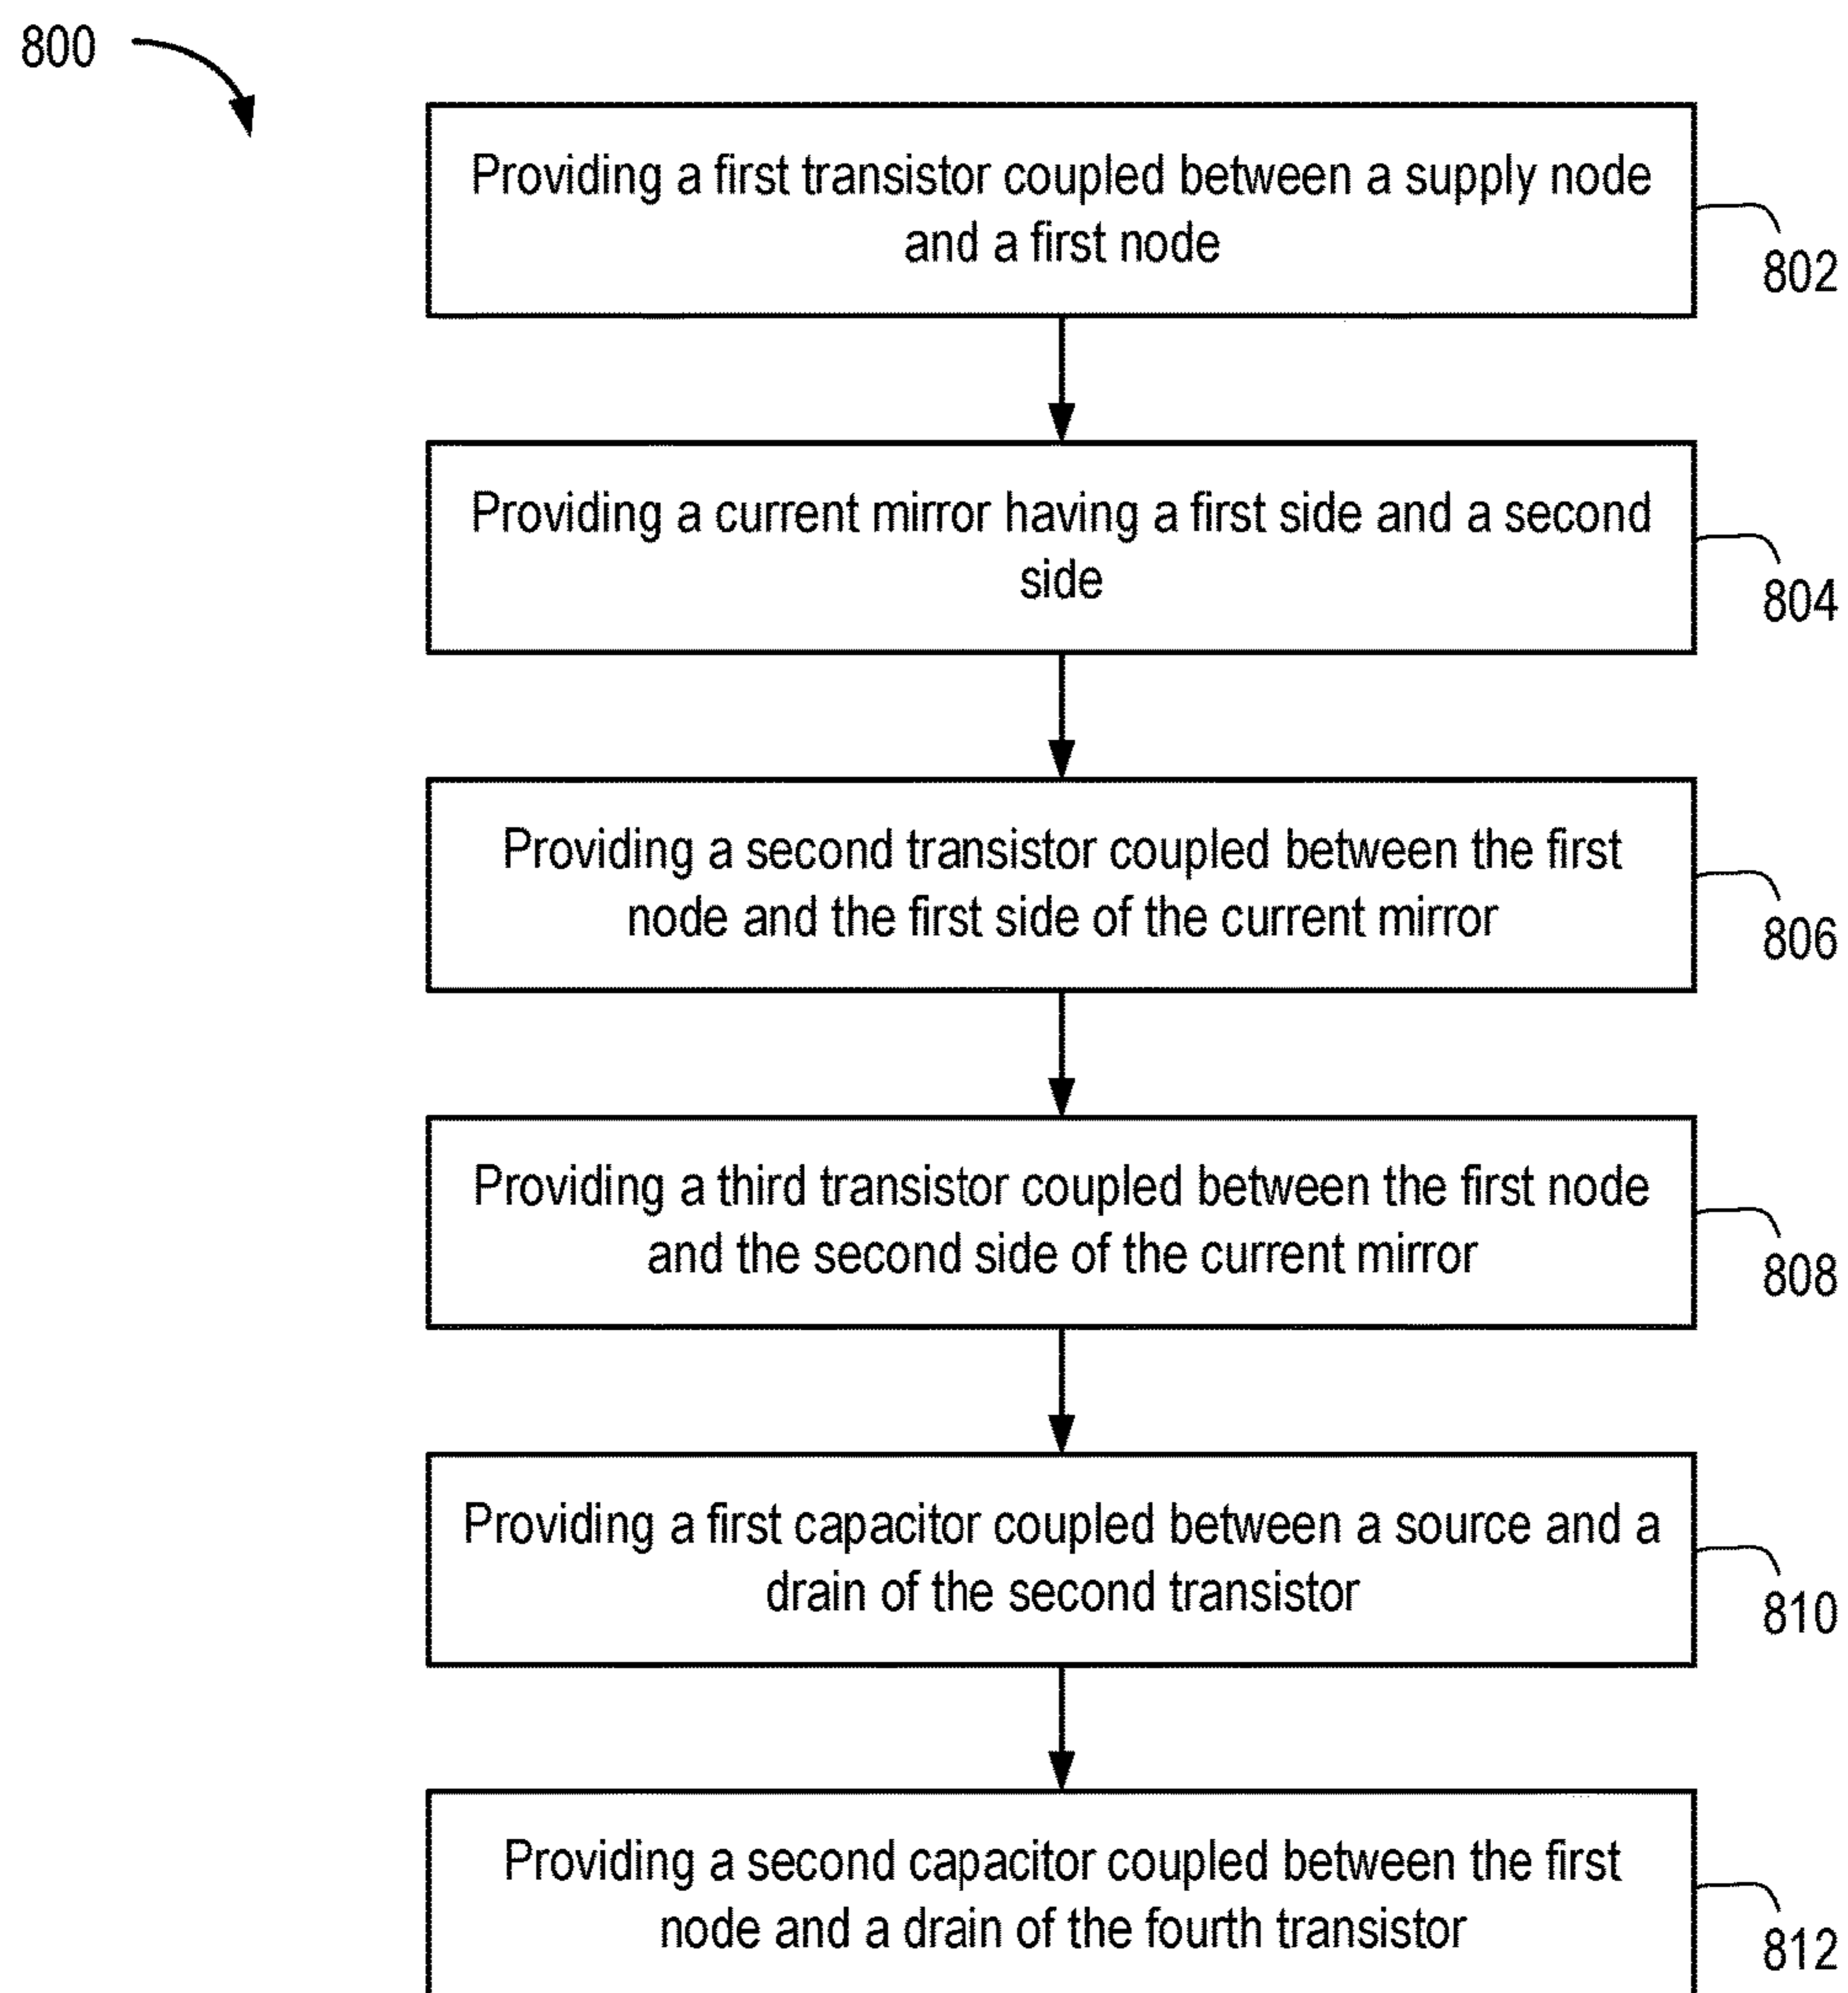 800
Providing a first transistor coupled between a supply node
and a first node
802
Providing a current mirror having a first side and a second
side
804
Providing a second transistor coupled between the first
node and the first side of the current mirror
806
Providing a third transistor coupled between the first node
and the second side of the current mirror
808
Providing a first capacitor coupled between a source and a
drain of the second transistor
810
Providing a second capacitor coupled between the first
node and a drain of the fourth transistor
812